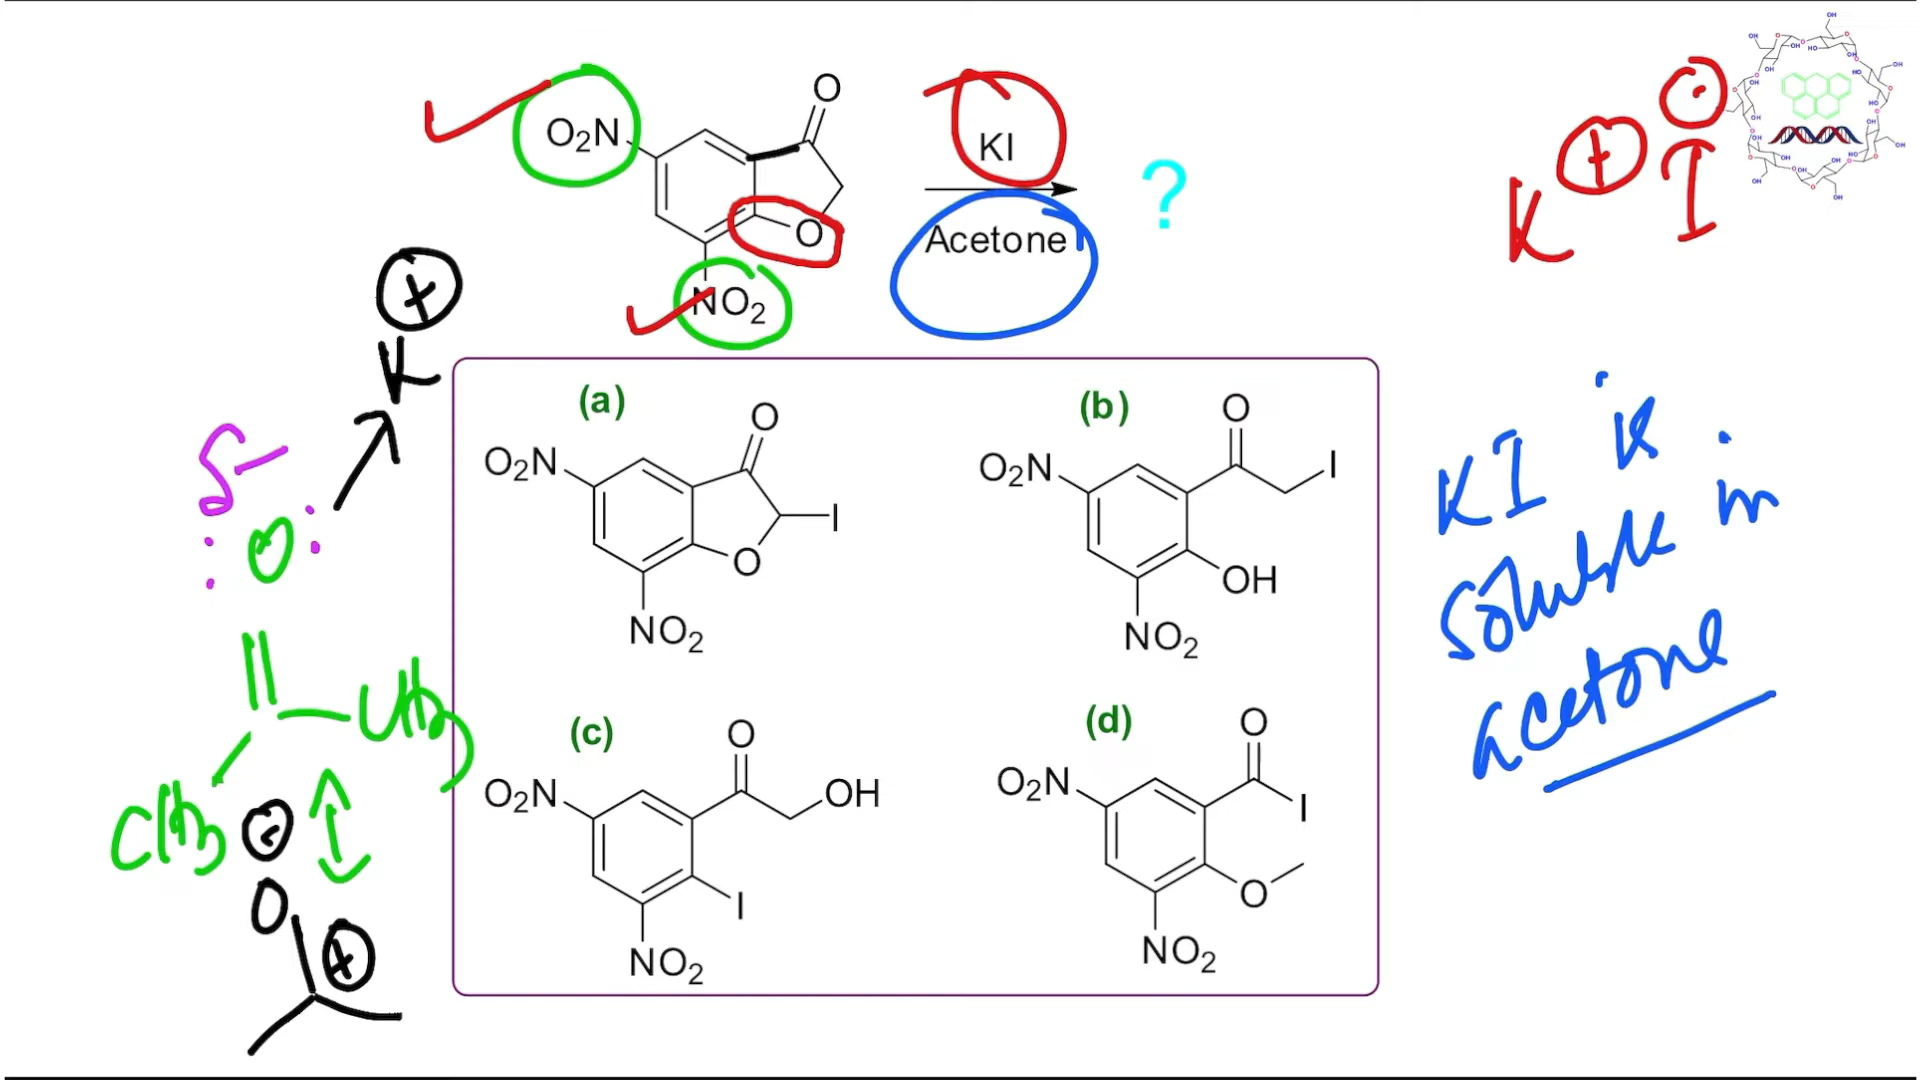 O₂N
O
KI
Acetone
?
O
NO₂
K + I -
+
K
KI is
soluble in
acetone
δ-
O
CH₃
CH₃
-
O
+
(a)
O
O₂N
I
O
NO₂
(b)
O
O₂N
I
OH
NO₂
(c)
O
O₂N
OH
I
NO₂
(d)
O
O₂N
I
O
NO₂